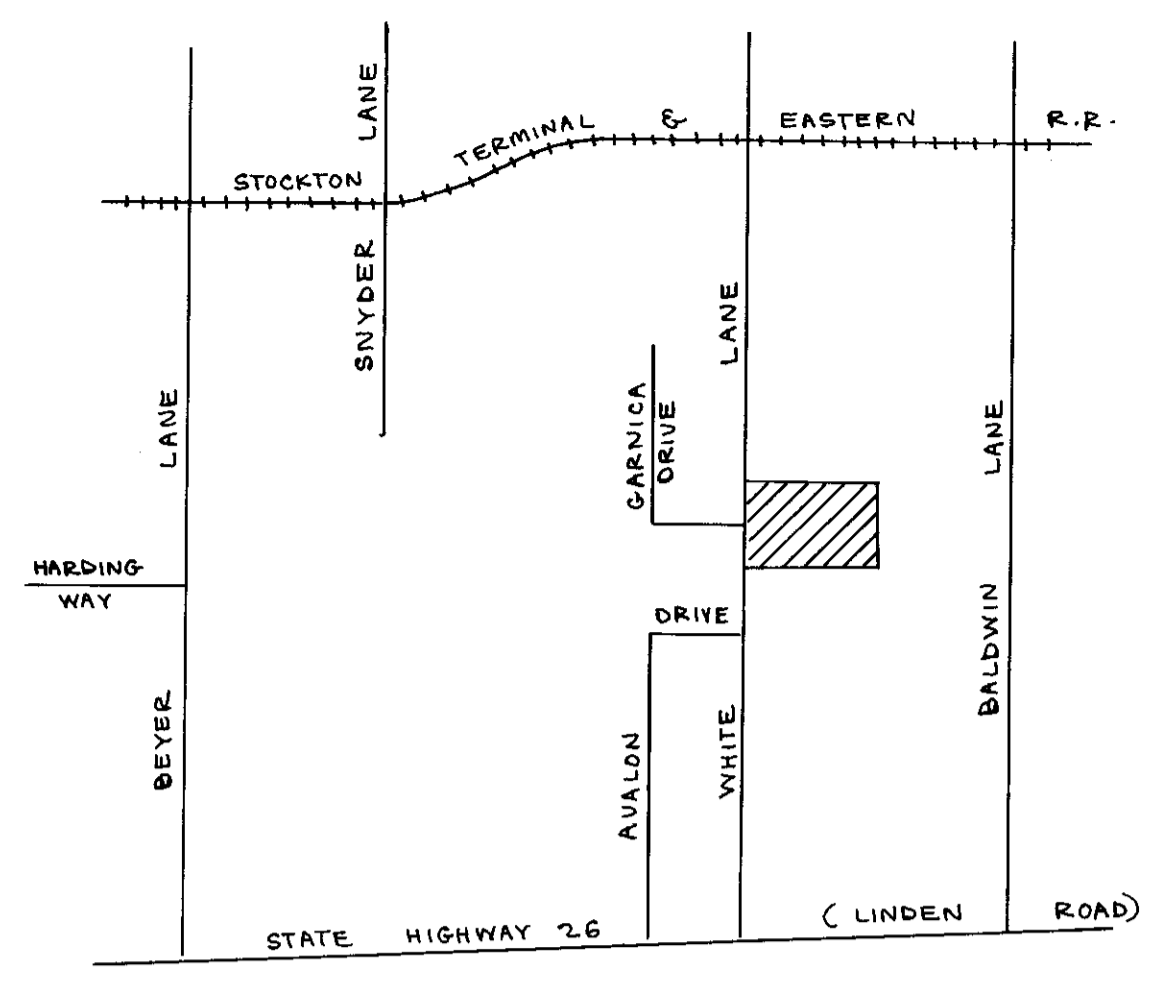 STOCKTON TERMINAL & EASTERN R.R.
SNYDER LANE
WHITE LANE
GARNICA
DRIVE
BEYER LANE
BALDWIN LANE
HARDING
WAY
AVALON DRIVE
STATE HIGHWAY 26 (LINDEN ROAD)